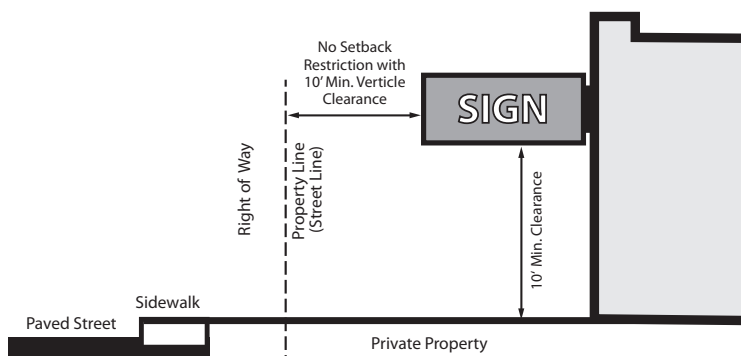 No Setback
Restriction with
10' Min. Verticle
Clearance
SIGN
Right of Way
Property Line
(Street Line)
10' Min. Clearance
Sidewalk
Paved Street
Private Property